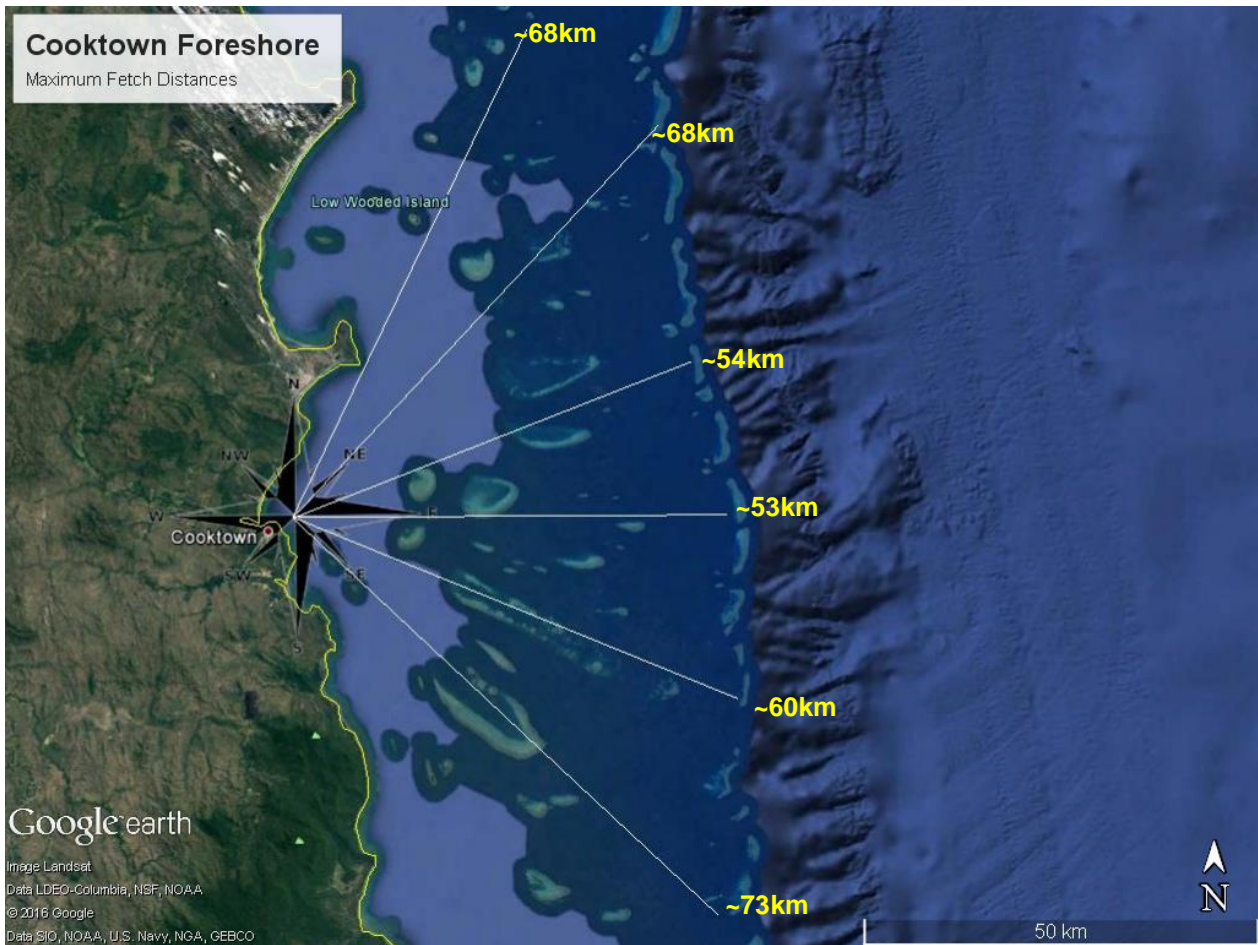 Cooktown Foreshore
Maximum Fetch Distances
~68km
~68km
Low Wooded Island
~54km
N
NW
NE
W
E
~53km
Cooktown
SW
SE
S
~60km
~73km
Google earth
Image Landsat
Data LDEO-Columbia, NSF, NOAA
© 2016 Google
Data SIO, NOAA, U.S. Navy, NGA, GEBCO
N
50 km